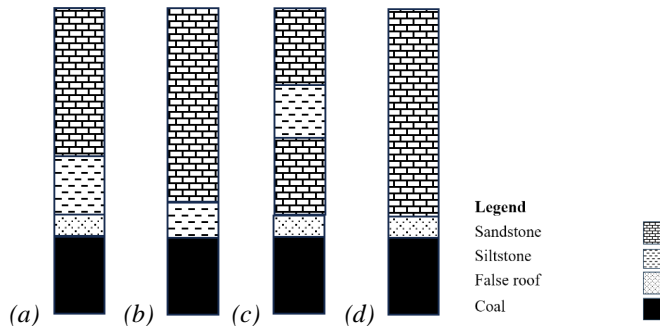 Legend
Sandstone
Siltstone
False roof
Coal
(a) (b) (c) (d)